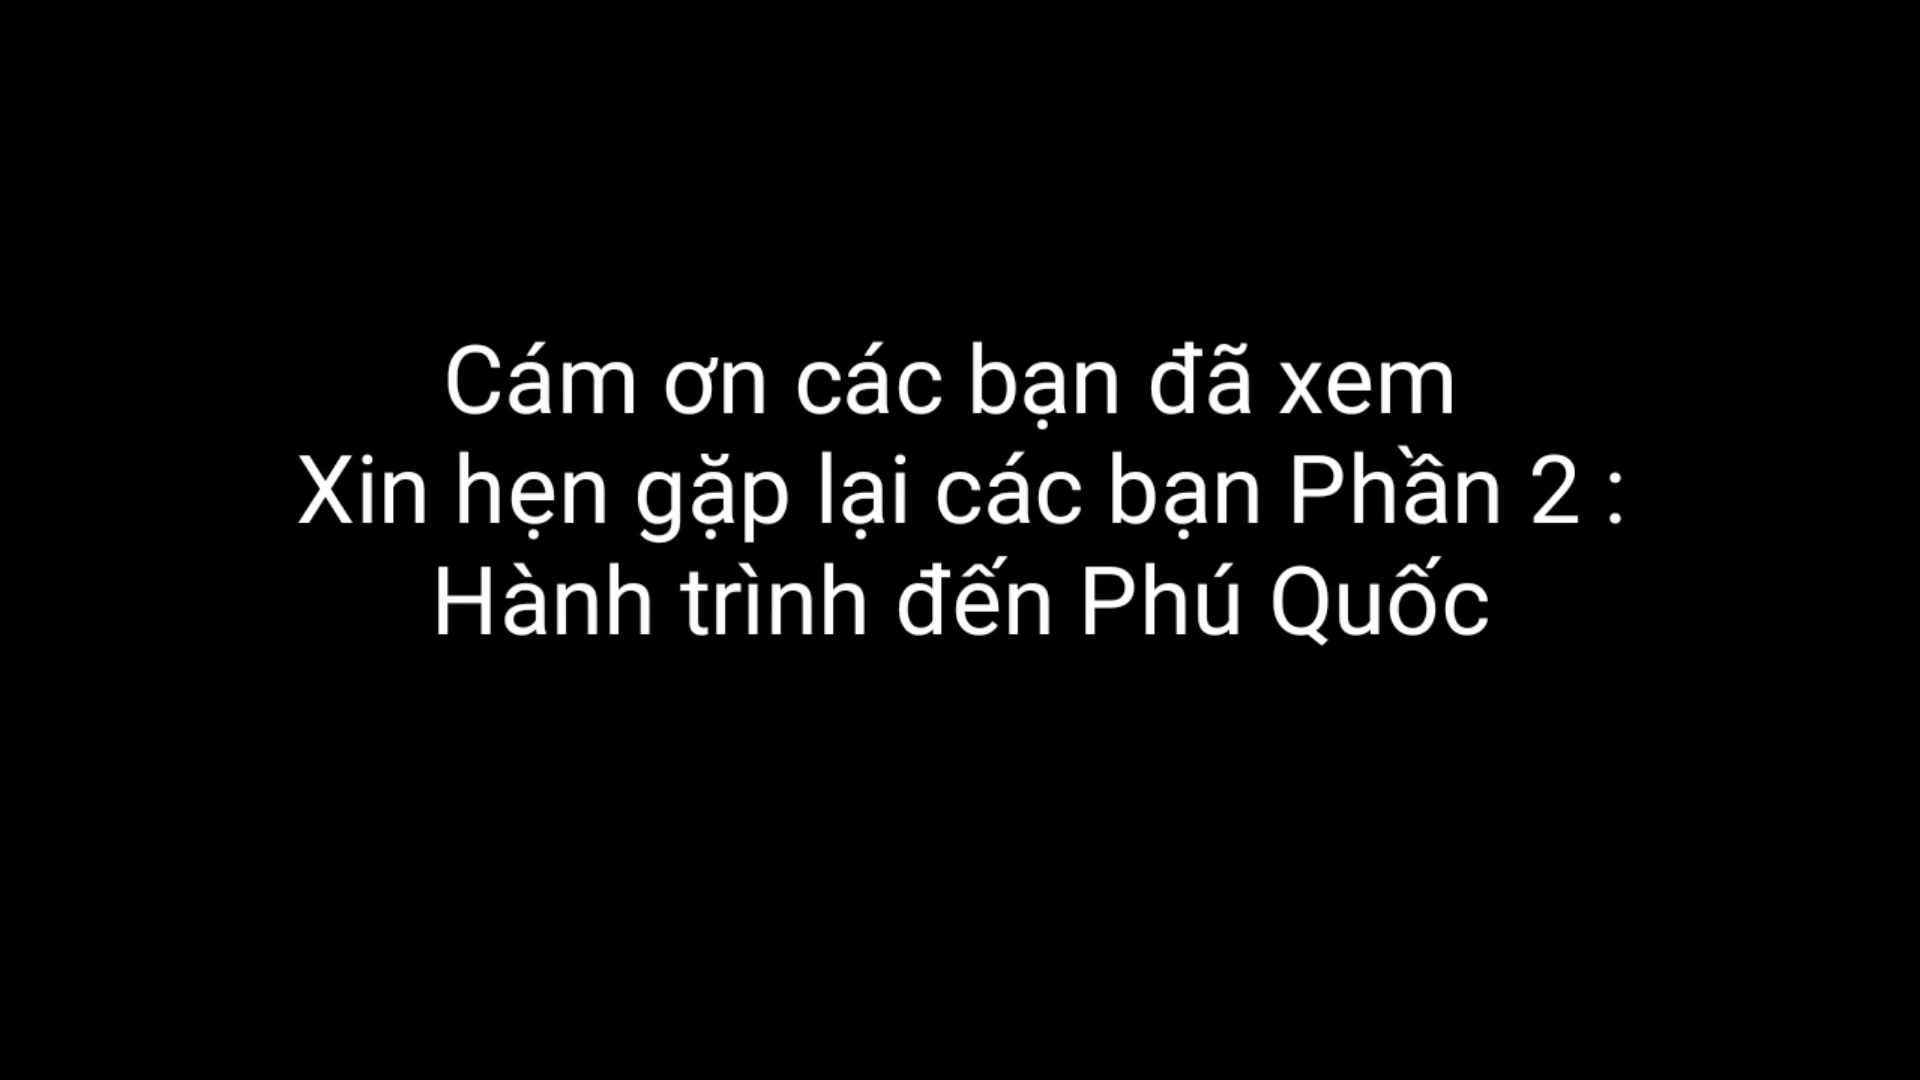 Cám ơn các bạn đã xem
Xin hẹn gặp lại các bạn Phần 2 :
Hành trình đến Phú Quốc